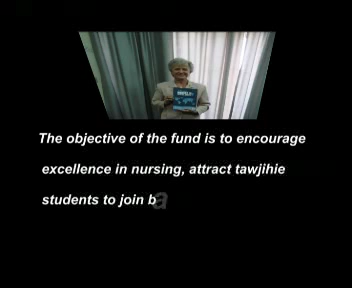 The objective of the fund is to encourage
excellence in nursing, attract tawjihie
students to join ba